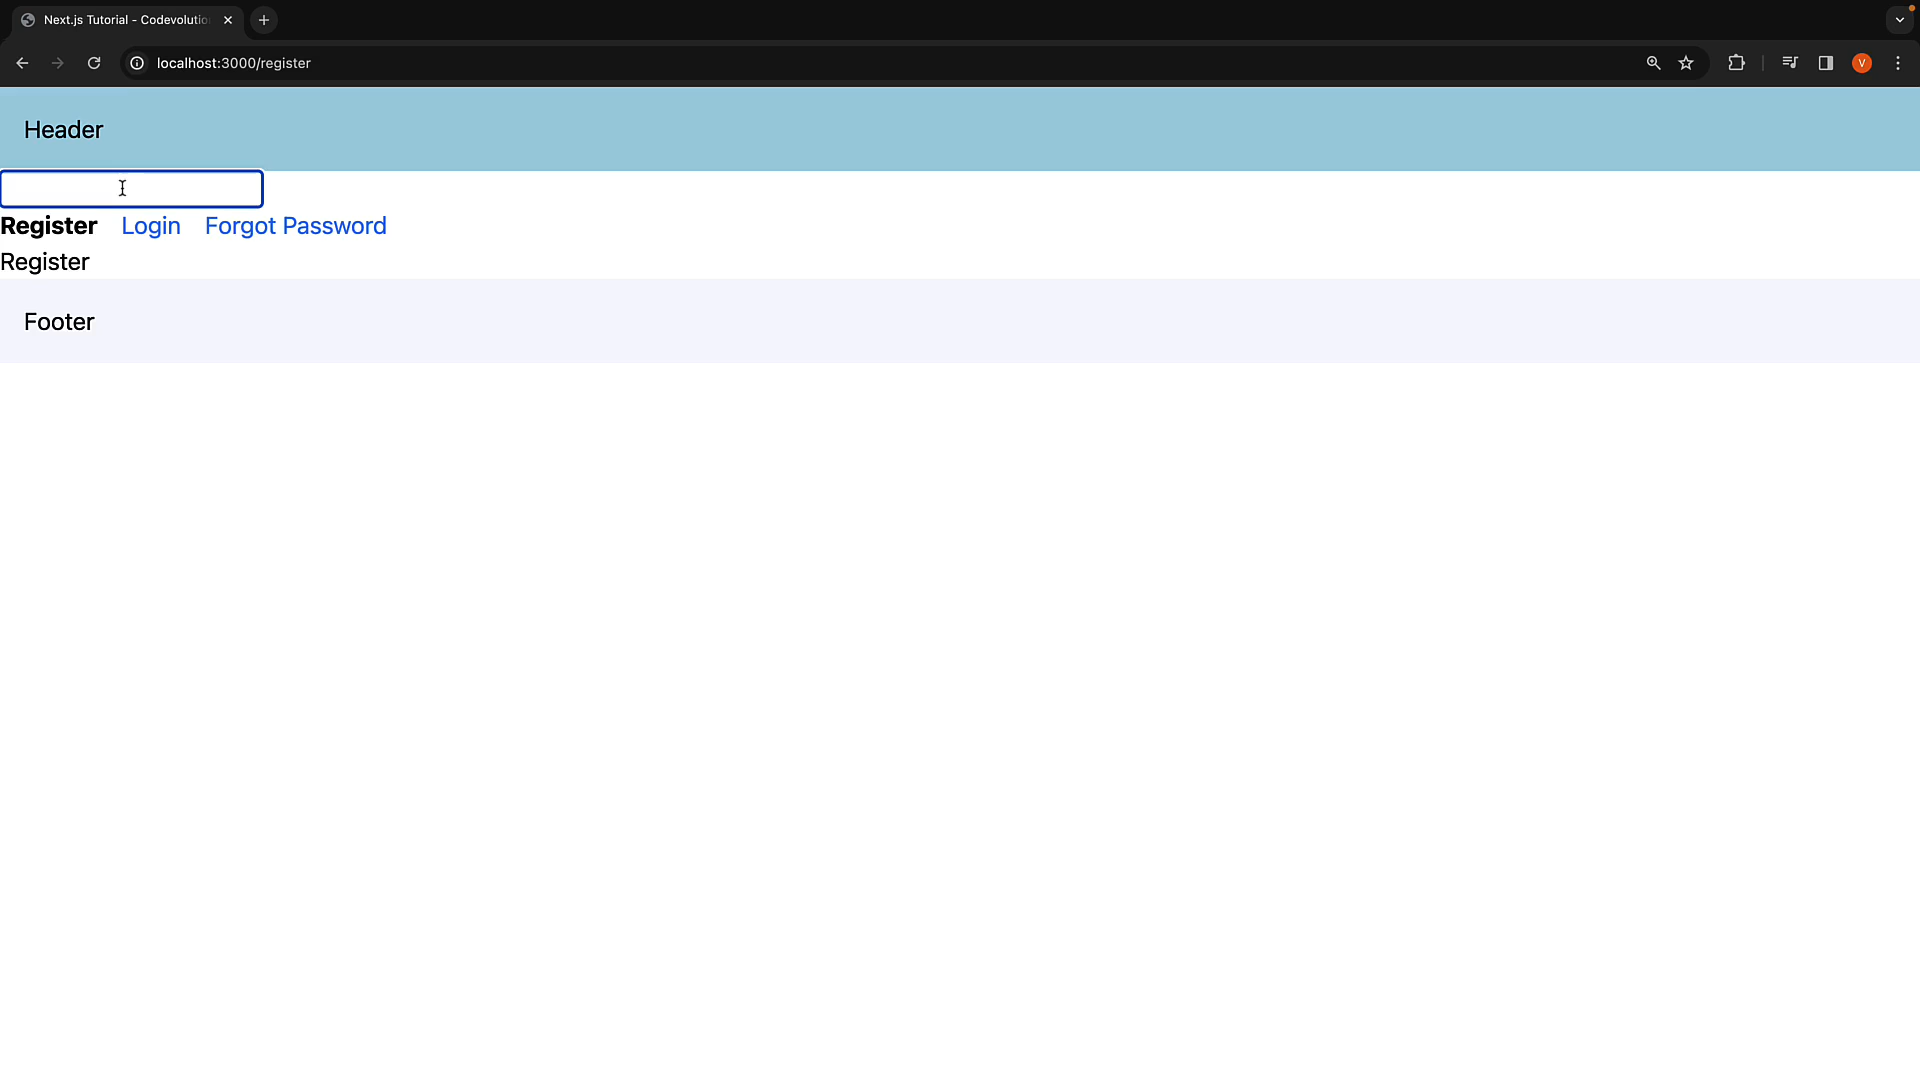 Next.js Tutorial - Codevolutio
localhost:3000/register
V
Header
Register Login Forgot Password
Register
Footer